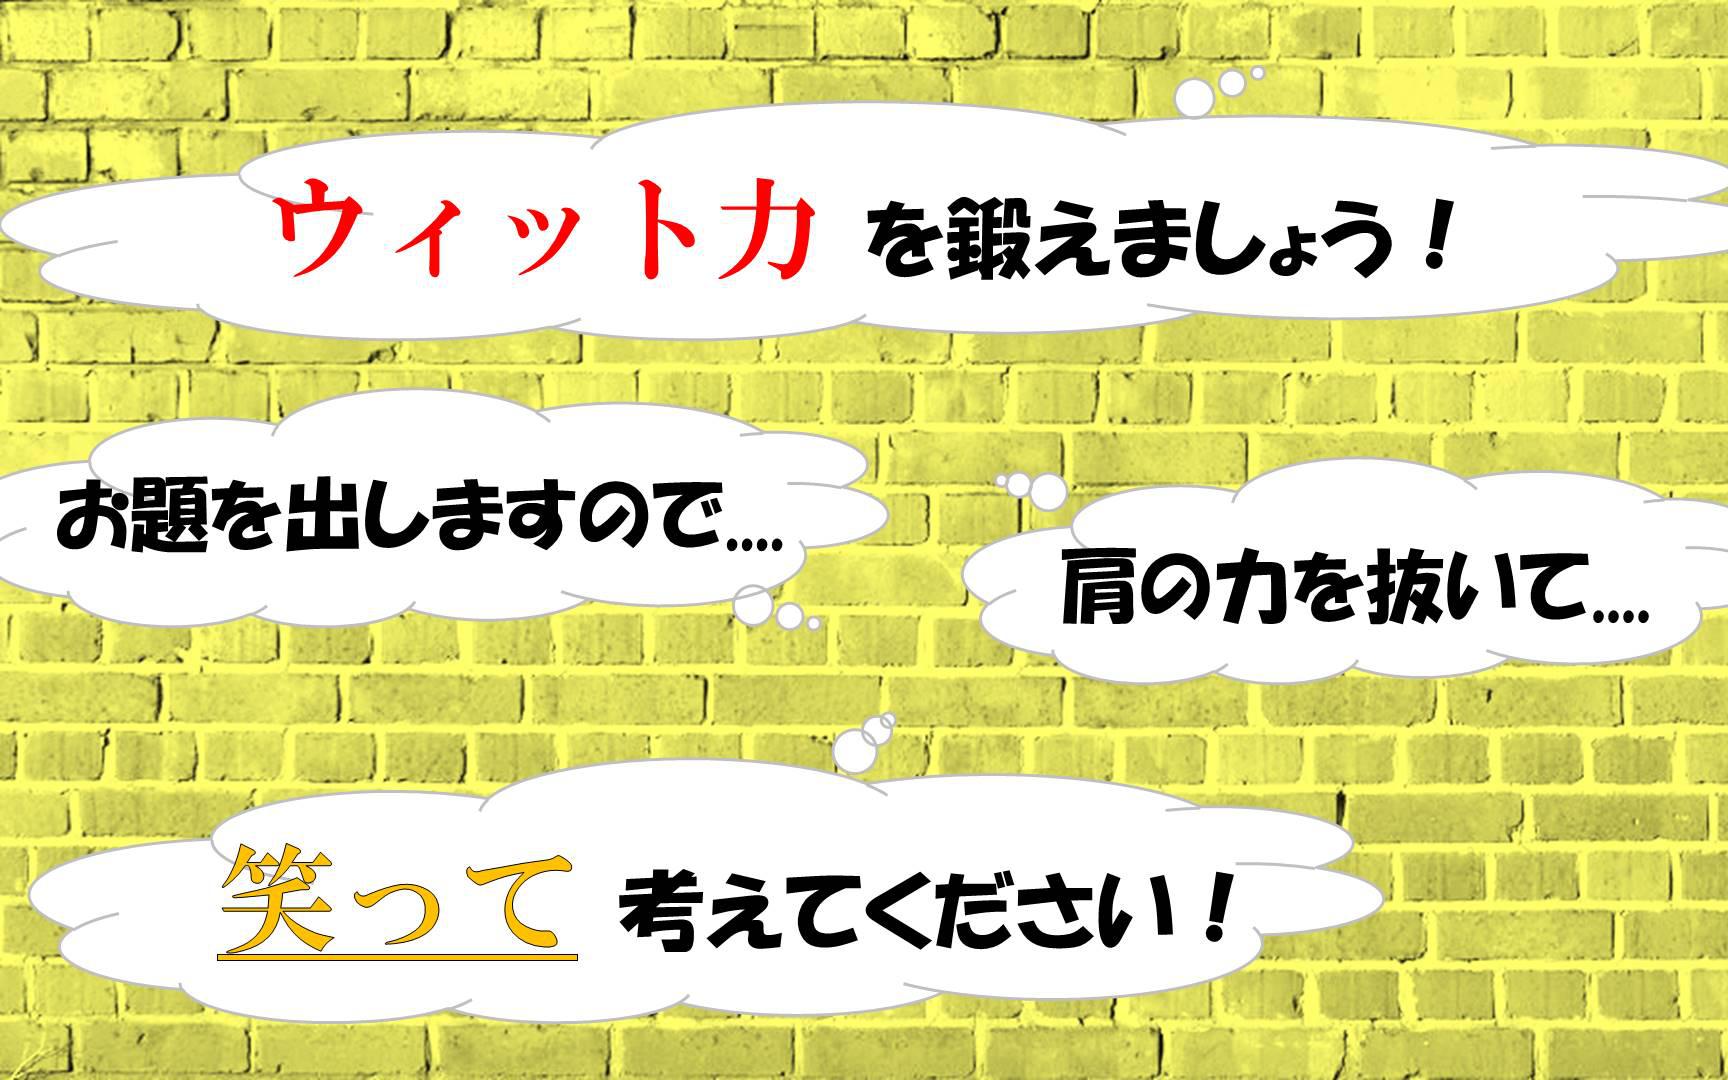 ウィット力 を鍛えましょう！
お題を出しますので....
肩の力を抜いて....
笑って 考えてください！